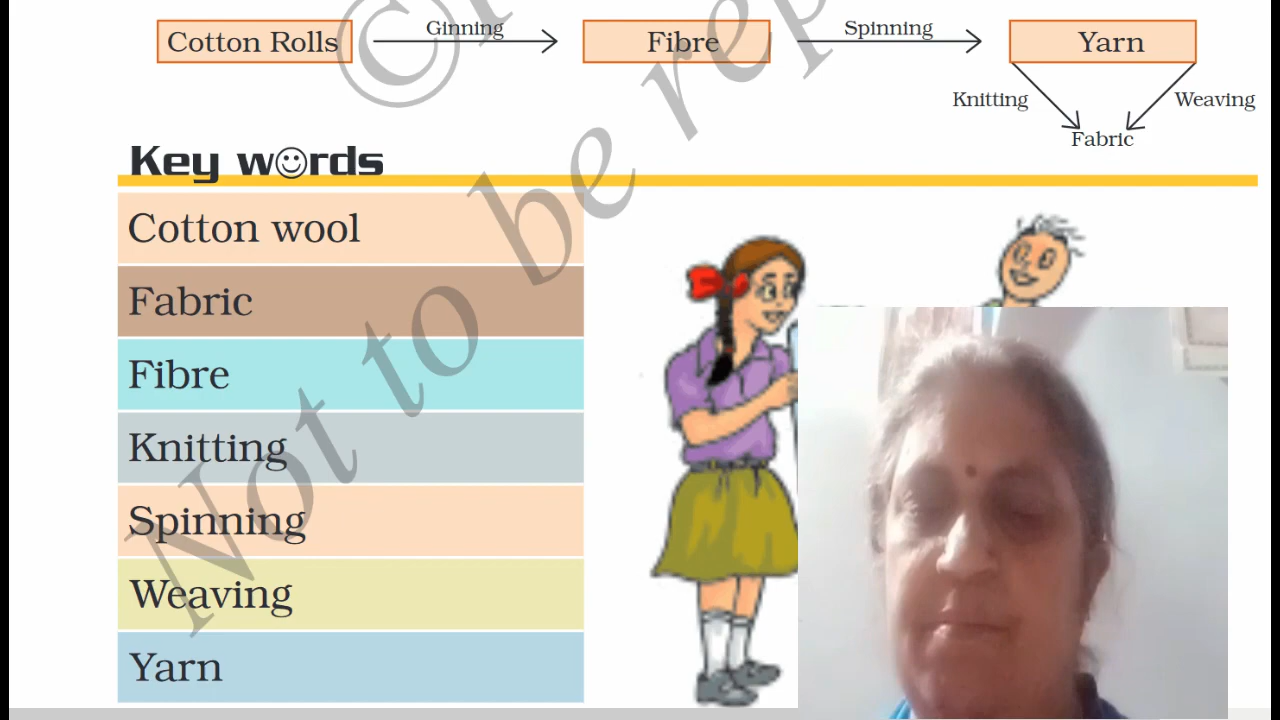 Cotton Rolls Ginning Fibre Spinning Yarn
Knitting Weaving
Fabric
Key words
Cotton wool
Fabric
Fibre
Knitting
Spinning
Weaving
Yarn
© 
Not to be rep